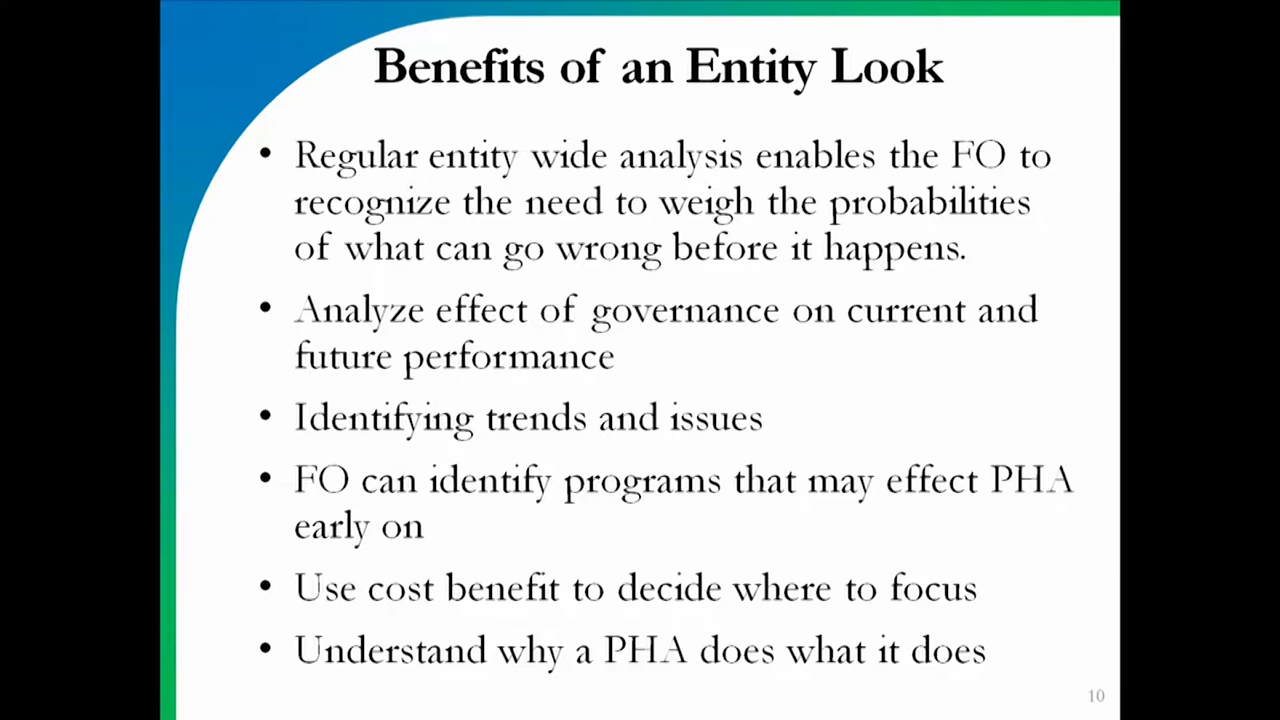 Benefits of an Entity Look
• Regular entity wide analysis enables the FO to
recognize the need to weigh the probabilities
of what can go wrong before it happens.
• Analyze effect of governance on current and
future performance
• Identifying trends and issues
• FO can identify programs that may effect PHA
early on
• Use cost benefit to decide where to focus
• Understand why a PHA does what it does
10